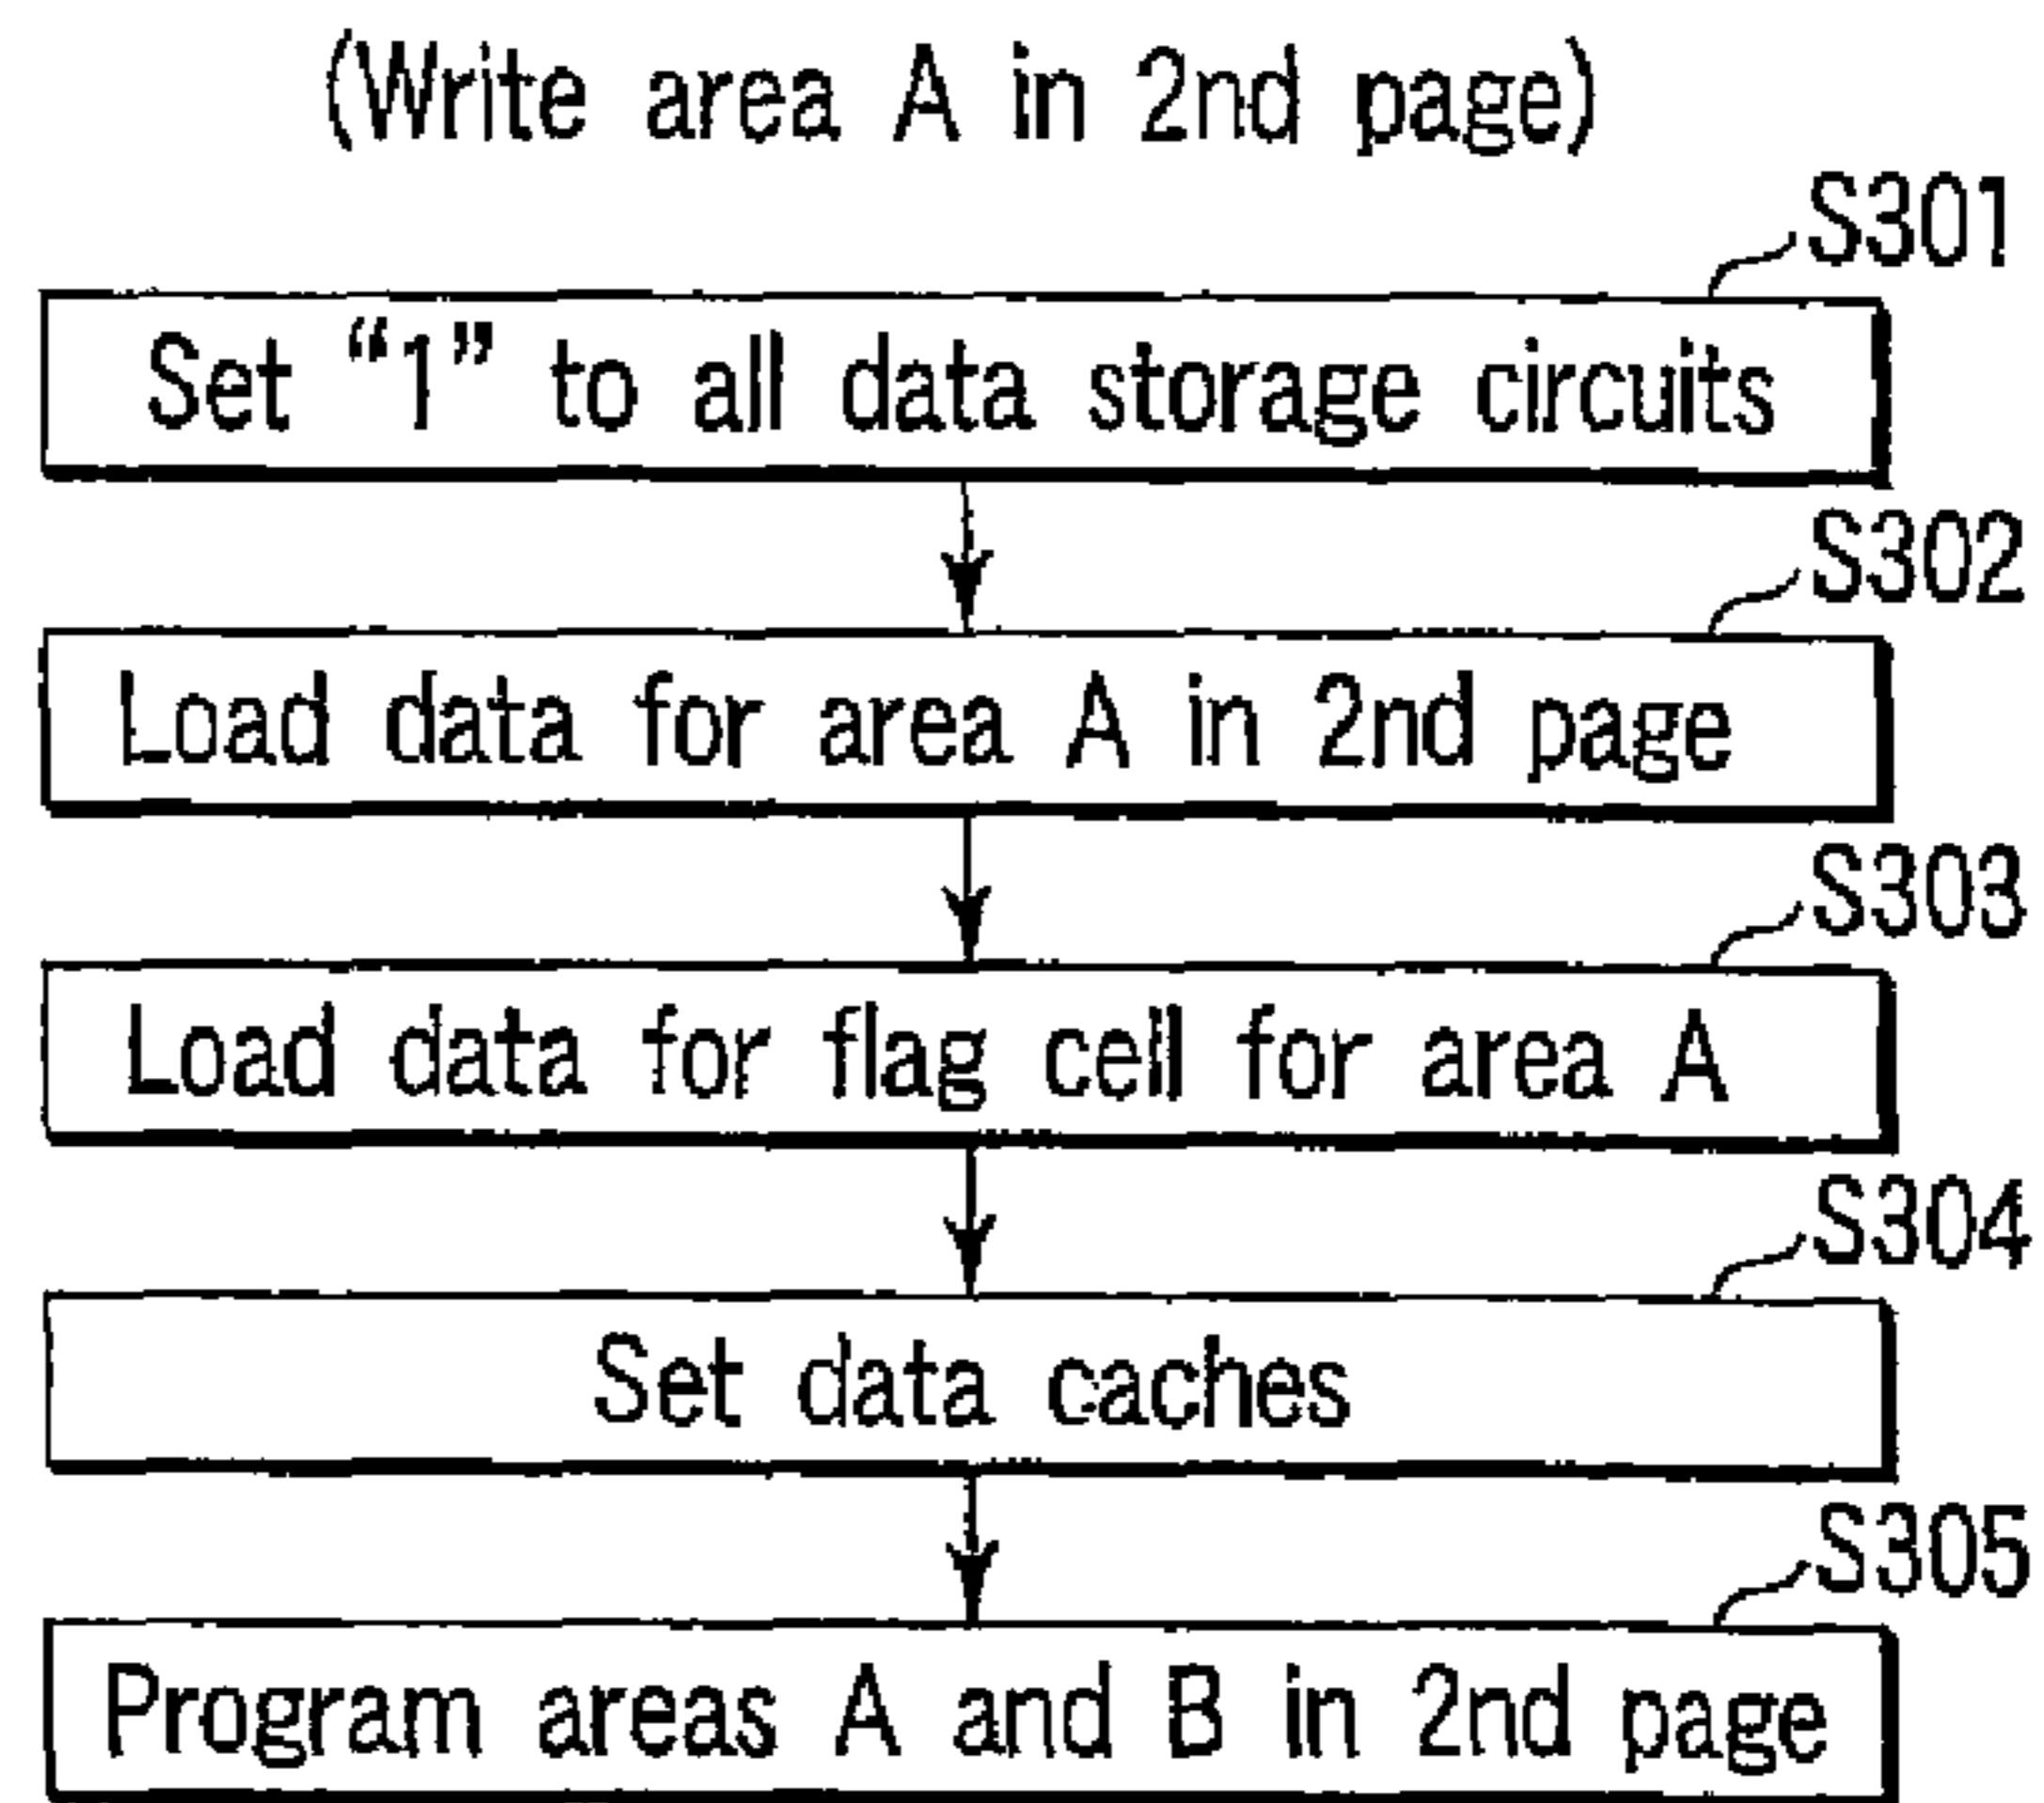 (Write area A in 2nd page)
S301
Set “1” to all data storage circuits
S302
Load data for area A in 2nd page
S303
Load data for flag cell for area A
S304
Set data caches
S305
Program areas A and B in 2nd page